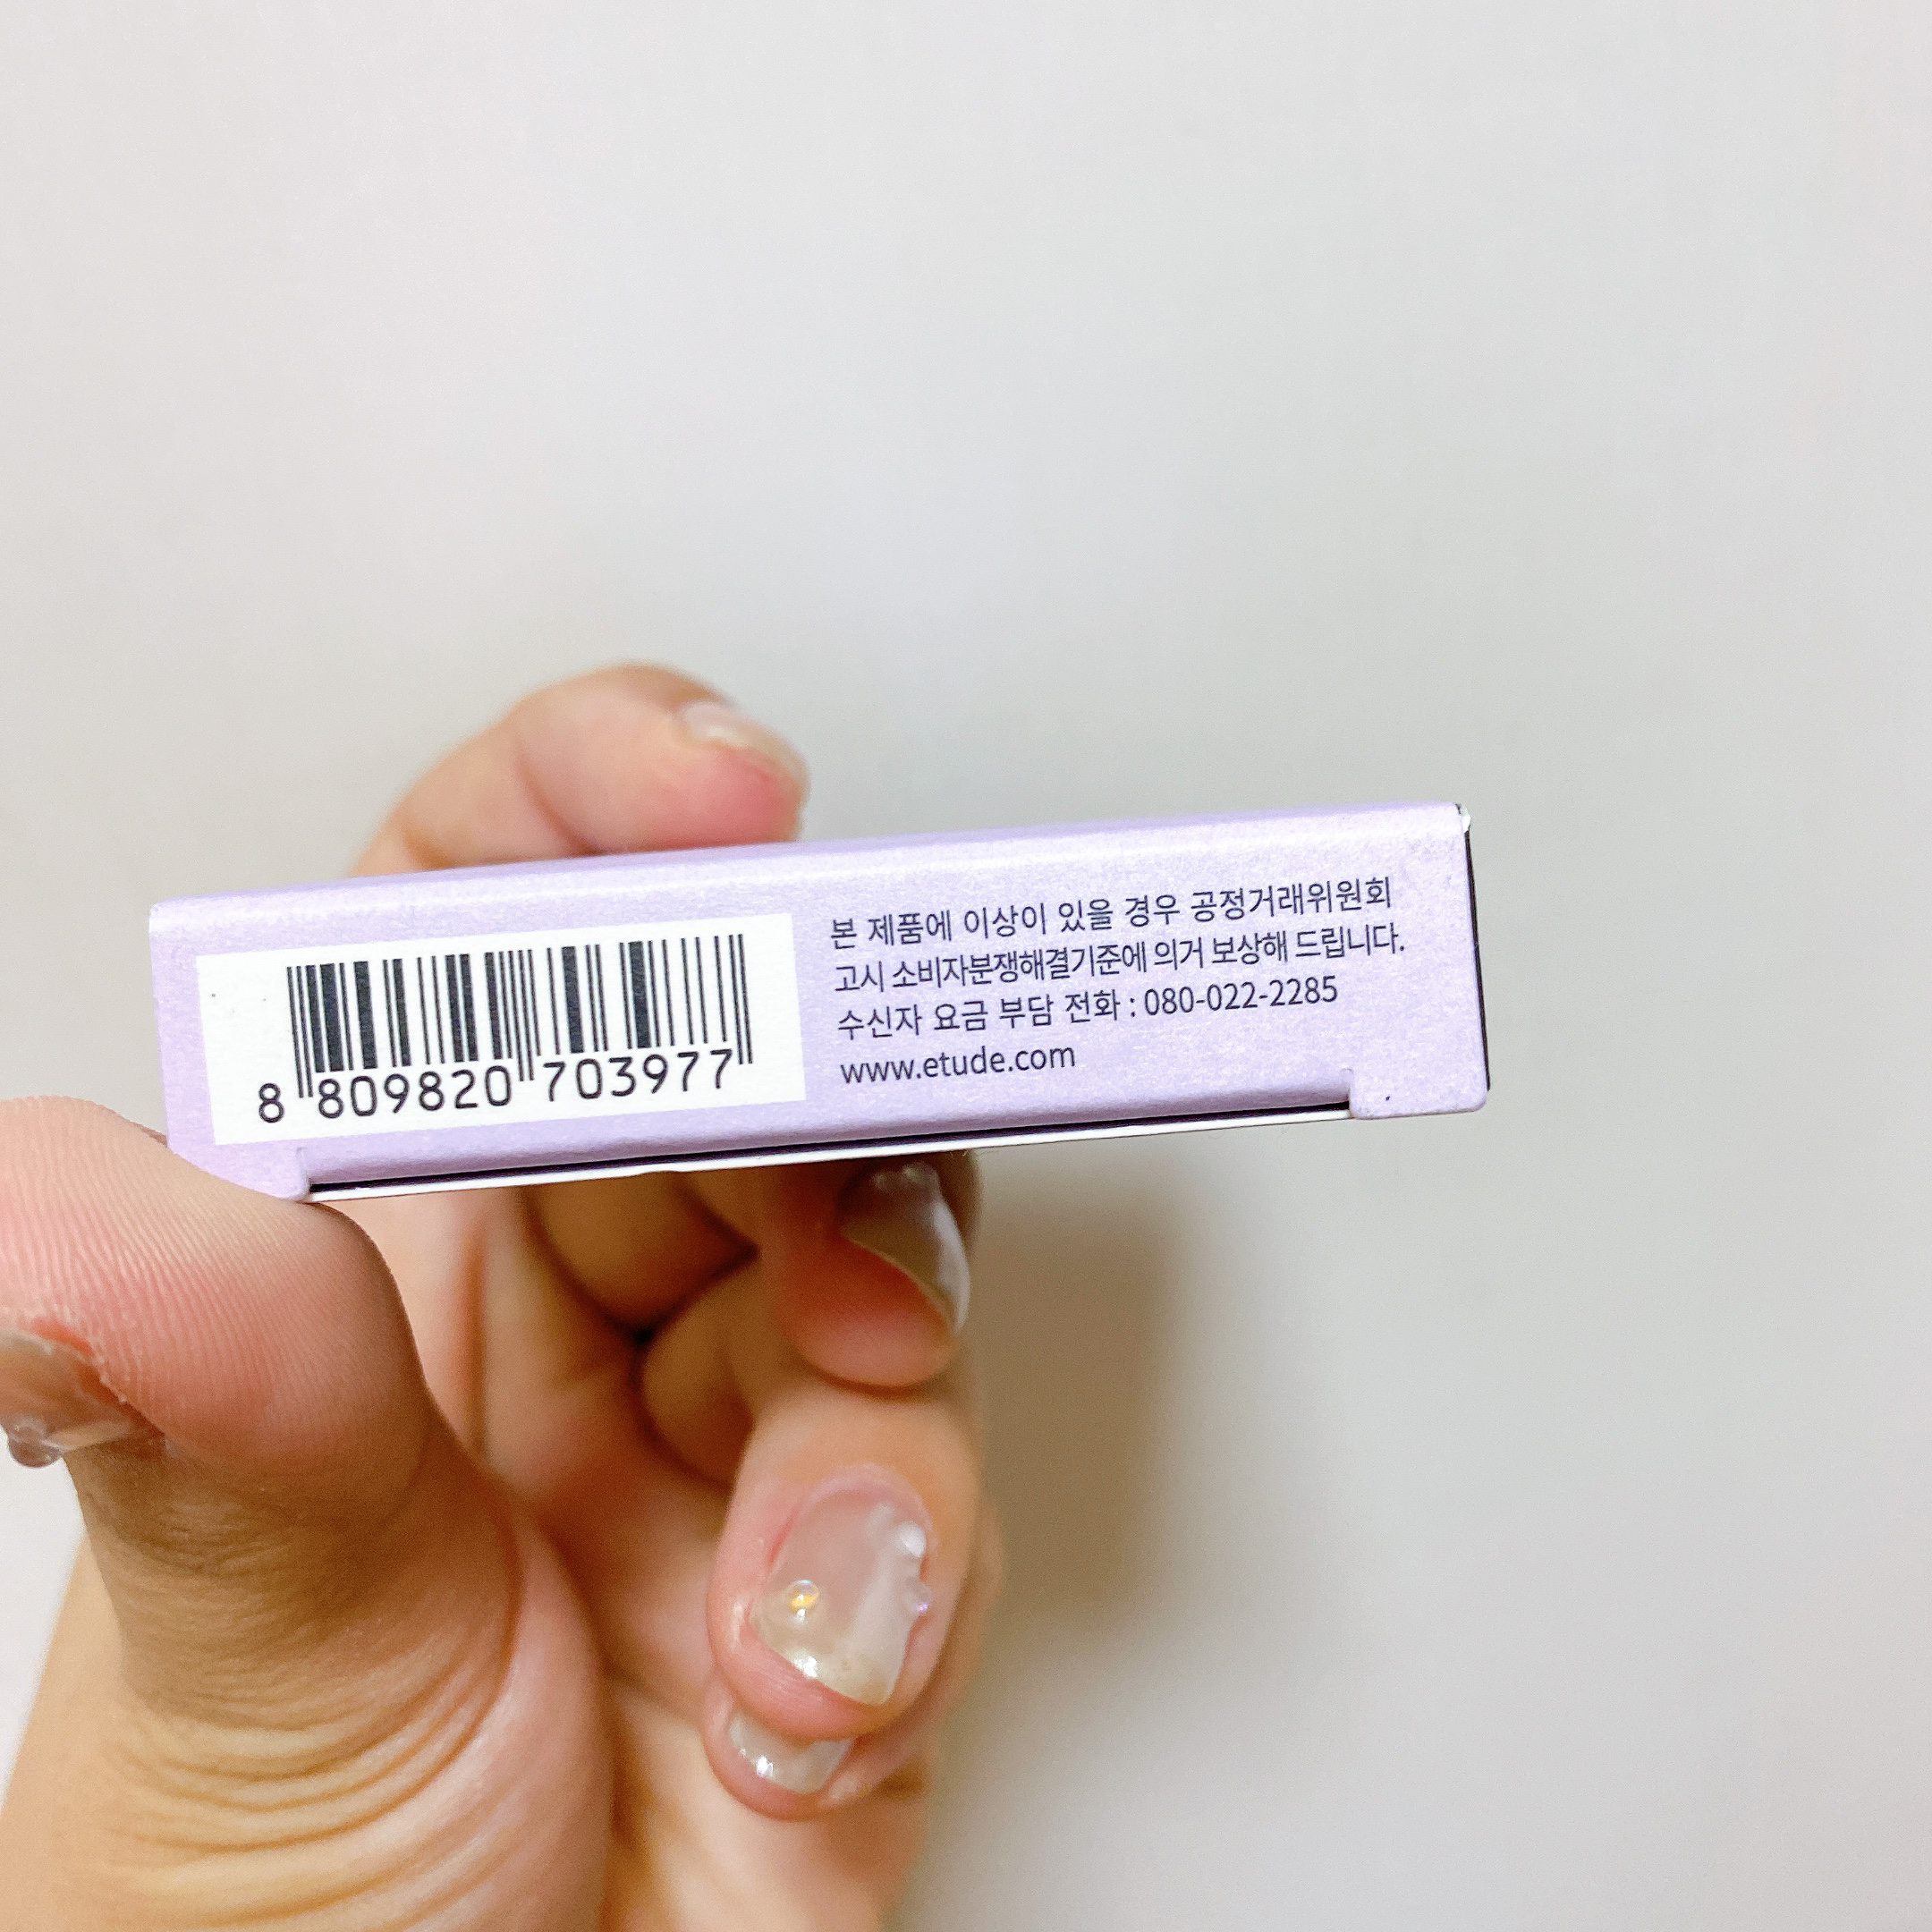 8 809820 703977
본 제품에 이상이 있을 경우 공정거래위원회
고시 소비자분쟁해결기준에 의거 보상해 드립니다.
수신자 요금 부담 전화 : 080-022-2285
www.etude.com